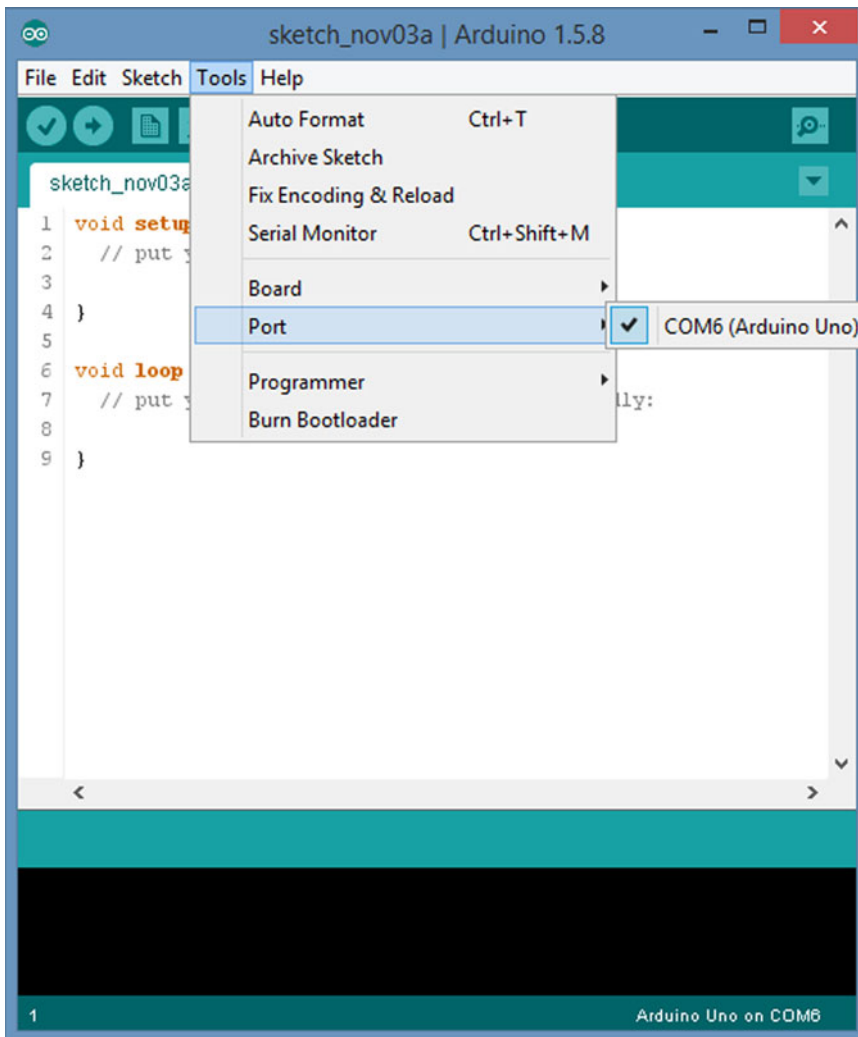 sketch_nov03a | Arduino 1.5.8
File Edit Sketch Tools Help
Auto Format Ctrl+T
Archive Sketch
Fix Encoding & Reload
Serial Monitor Ctrl+Shift+M
Board
Port
COM6 (Arduino Uno)
Programmer
Burn Bootloader
sketch_nov03a
1 void setup
2 // put
3
4 }
5
6 void loop
7 // put lly:
8
9 }
1 Arduino Uno on COM6